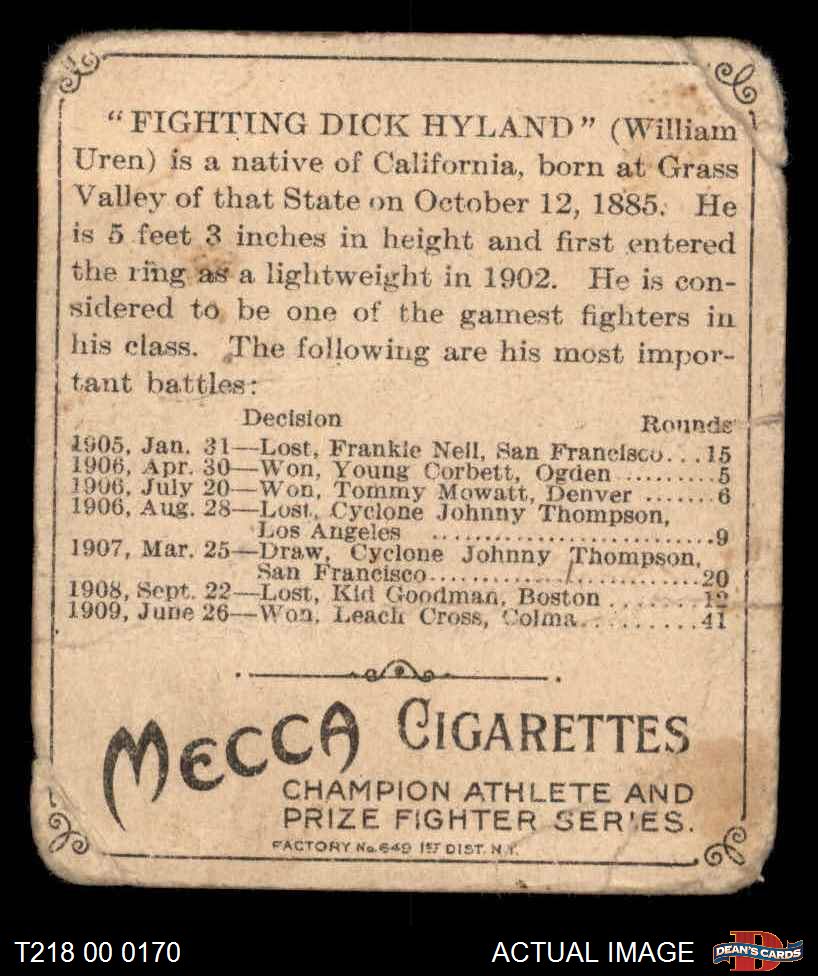 "FIGHTING DICK HYLAND" (William
Uren) is a native of California, born at Grass
Valley of that State on October 12, 1885. He
is 5 feet 3 inches in height and first entered
the ring as a lightweight in 1902. He is con-
sidered to be one of the gamest fighters in
his class. The following are his most impor-
tant battles:
Decision Rounds
1905, Jan. 31—Lost, Frankie Neil, San Francisco...15
1906, Apr. 30—Won, Young Corbett, Ogden .........5
1906, July 20—Won, Tommy Mowatt, Denver ......6
1906, Aug. 28—Lost, Cyclone Johnny Thompson,
Los Angeles ............................9
1907, Mar. 25—Draw, Cyclone Johnny Thompson,
San Francisco...........................20
1908, Sept. 22—Lost, Kid Goodman, Boston ........12
1909, June 26—Won, Leach Cross, Colma..........41
MECCA CIGARETTES
CHAMPION ATHLETE AND
PRIZE FIGHTER SERIES.
FACTORY No. 649 1ST DIST. N.Y.
T218 00 0170 ACTUAL IMAGE DEAN'S CARDS